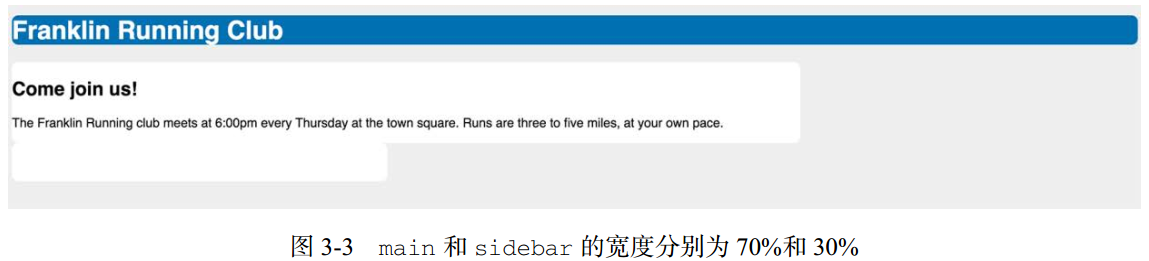 Franklin Running Club
Come join us!
The Franklin Running club meets at 6:00pm every Thursday at the town square. Runs are three to five miles, at your own pace.
图 3-3 main 和 sidebar 的宽度分别为 70%和 30%